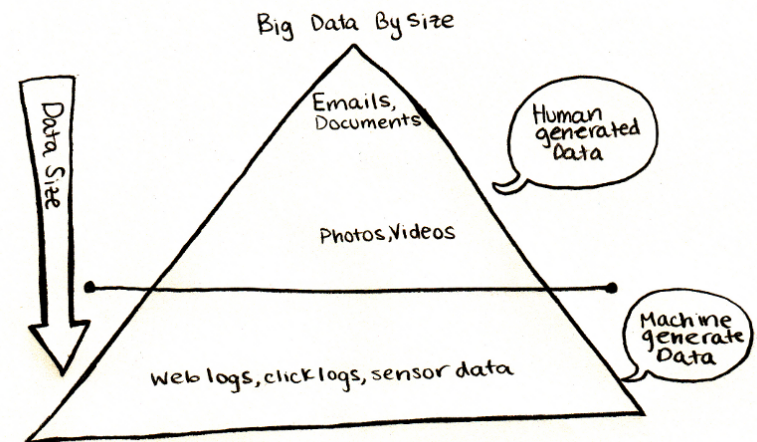 Big Data By Size
Data Size
Emails,
Documents
Human
generated
Data
Photos,Videos
Machine
generate
Data
Web logs, click logs, sensor data